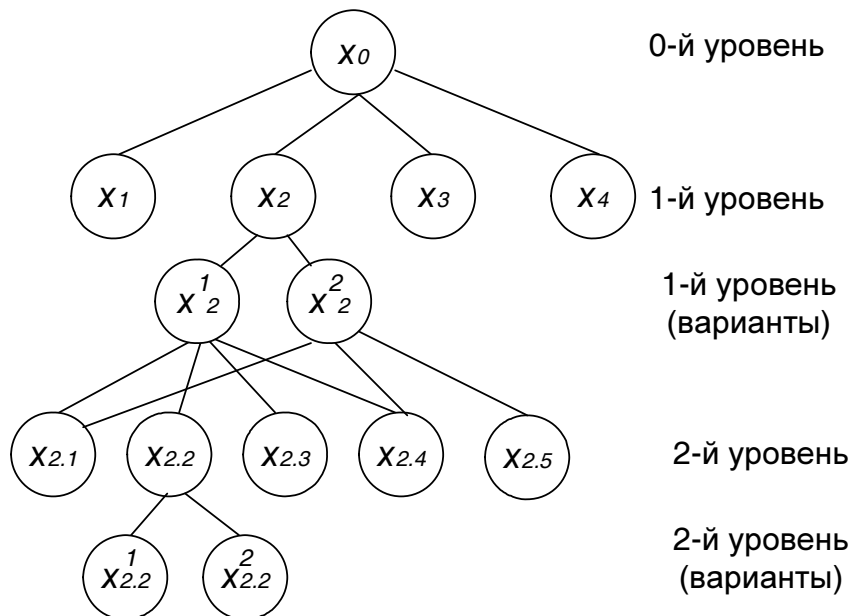 x0
0-й уровень
x1 x2 x3 x4 1-й уровень
x¹2 x²2
1-й уровень
(варианты)
x2.1 x2.2 x2.3 x2.4 x2.5
2-й уровень
x¹2.2 x²2.2
2-й уровень
(варианты)